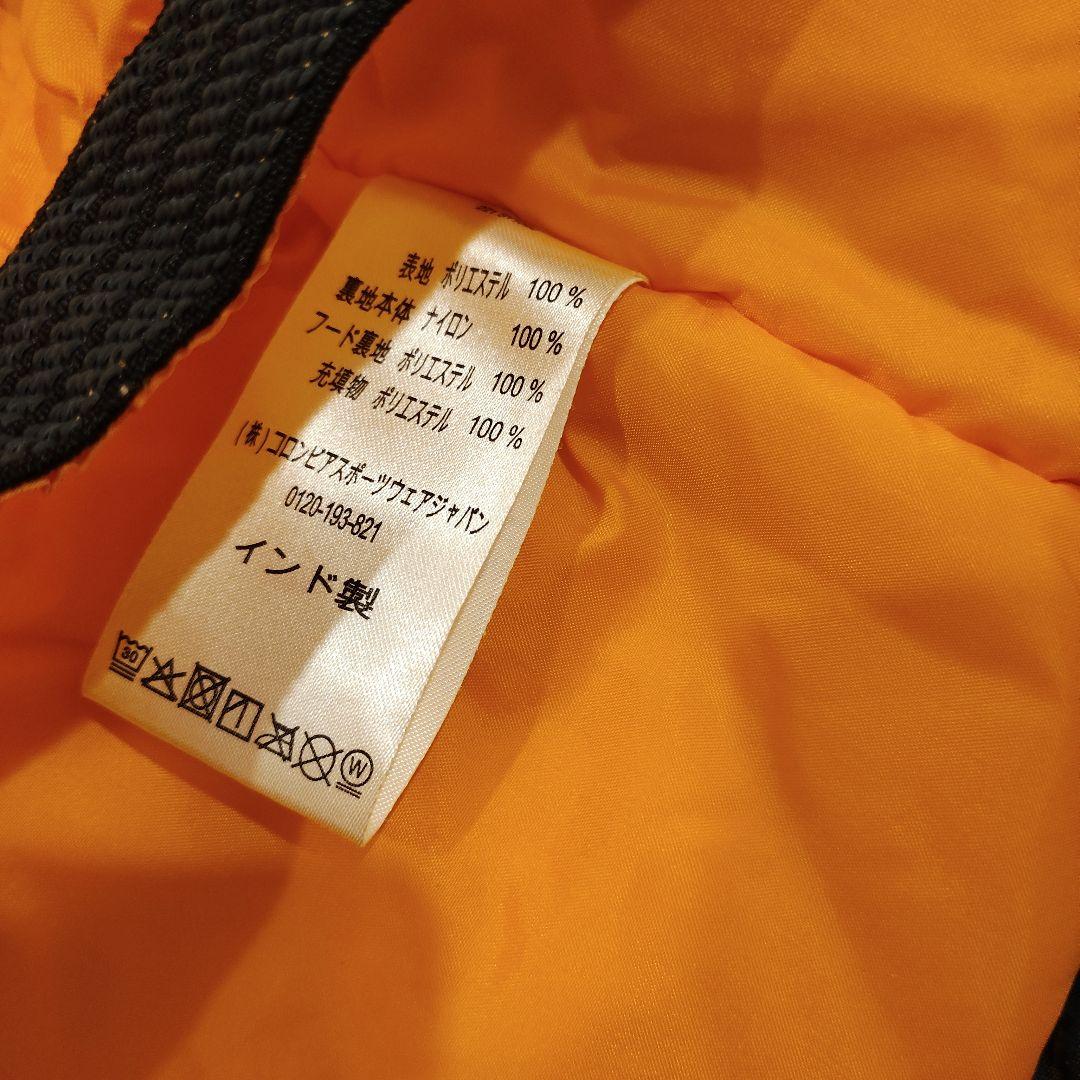 表地 ポリエステル 100 %
裏地本体 ナイロン 100 %
フード裏地 ポリエステル 100 %
充填物 ポリエステル 100 %
(株)コロンビアスポーツウェアジャパン
0120-193-821
インド製
30
W